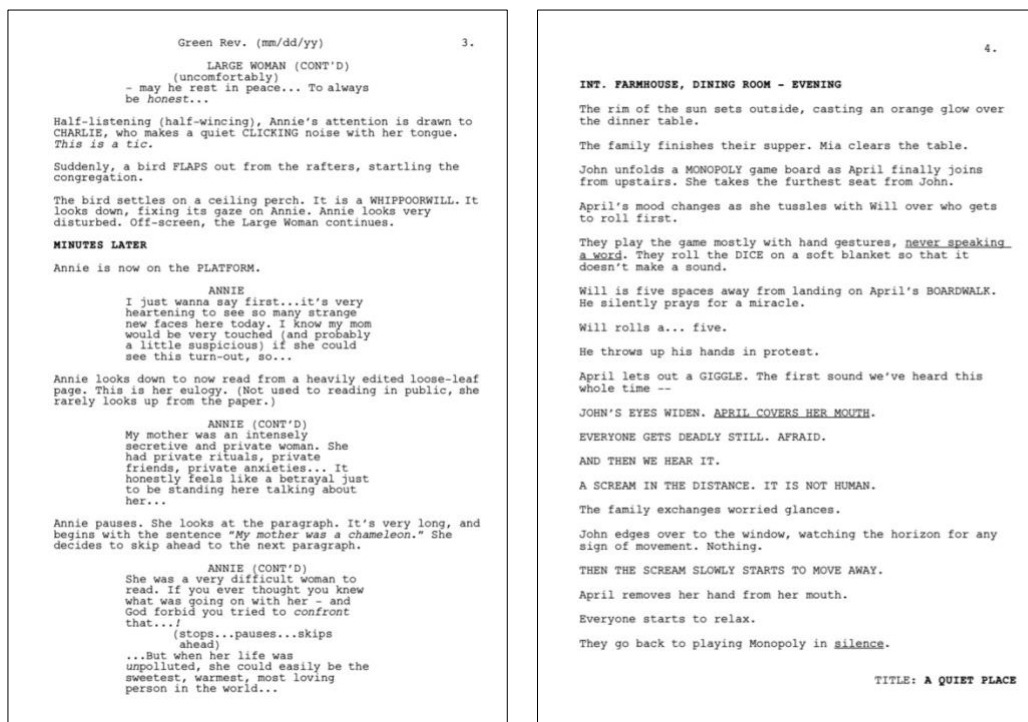 Green Rev. (mm/dd/yy) 3.
LARGE WOMAN (CONT'D)
(uncomfortably)
- may he rest in peace... To always
be honest...
Half-listening (half-wincing), Annie's attention is drawn to
CHARLIE, who makes a quiet CLICKING noise with her tongue.
This is a tic.
Suddenly, a bird FLAPS out from the rafters, startling the
congregation.
The bird settles on a ceiling perch. It is a WHIPPOORWILL. It
looks down, fixing its gaze on Annie. Annie looks very
disturbed. Off-screen, the Large Woman continues.
MINUTES LATER
Annie is now on the PLATFORM.
ANNIE
I just wanna say first...it's very
heartening to see so many strange
new faces here today. I know my mom
would be very touched (and probably
a little suspicious) if she could
see this turn-out, so...
Annie looks down to now read from a heavily edited loose-leaf
page. This is her eulogy. (Not used to reading in public, she
rarely looks up from the paper.)
ANNIE (CONT'D)
My mother was an intensely
secretive and private woman. She
had private rituals, private
friends, private anxieties... It
honestly feels like a betrayal just
to be standing here talking about
her...
Annie pauses. She looks at the paragraph. It's very long, and
begins with the sentence "My mother was a chameleon." She
decides to skip ahead to the next paragraph.
ANNIE (CONT'D)
She was a very difficult woman to
read. If you ever thought you knew
what was going on with her - and
God forbid you tried to confront
that...!
(stops...pauses...skips
ahead)
...But when her life was
unpolluted, she could easily be the
sweetest, warmest, most loving
person in the world...
4.
INT. FARMHOUSE, DINING ROOM - EVENING
The rim of the sun sets outside, casting an orange glow over
the dinner table.
The family finishes their supper. Mia clears the table.
John unfolds a MONOPOLY game board as April finally joins
from upstairs. She takes the furthest seat from John.
April's mood changes as she tussles with Will over who gets
to roll first.
They play the game mostly with hand gestures, never speaking
a word. They roll the DICE on a soft blanket so that it
doesn't make a sound.
Will is five spaces away from landing on April's BOARDWALK.
He silently prays for a miracle.
Will rolls a... five.
He throws up his hands in protest.
April lets out a GIGGLE. The first sound we've heard this
whole time --
JOHN'S EYES WIDEN. APRIL COVERS HER MOUTH.
EVERYONE GETS DEADLY STILL. AFRAID.
AND THEN WE HEAR IT.
A SCREAM IN THE DISTANCE. IT IS NOT HUMAN.
The family exchanges worried glances.
John edges over to the window, watching the horizon for any
sign of movement. Nothing.
THEN THE SCREAM SLOWLY STARTS TO MOVE AWAY.
April removes her hand from her mouth.
Everyone starts to relax.
They go back to playing Monopoly in silence.
TITLE: A QUIET PLACE